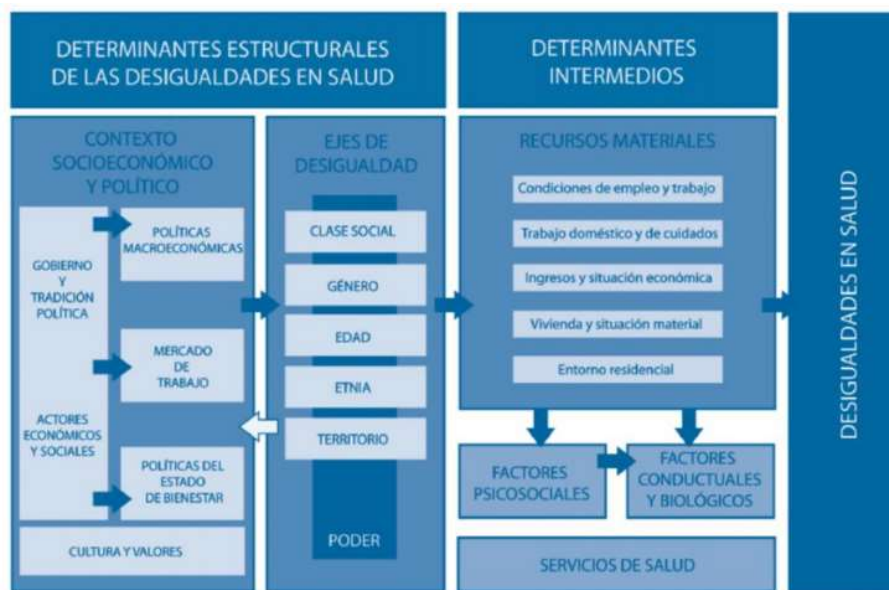 DETERMINANTES ESTRUCTURALES
DE LAS DESIGUALDADES EN SALUD
DETERMINANTES
INTERMEDIOS
CONTEXTO
SOCIOECONÓMICO
Y POLÍTICO
GOBIERNO
Y
TRADICIÓN
POLÍTICA
ACTORES
ECONÓMICOS
Y SOCIALES
POLÍTICAS
MACROECONÓMICAS
MERCADO
DE
TRABAJO
POLÍTICAS DEL
ESTADO
DE BIENESTAR
CULTURA Y VALORES
EJES DE
DESIGUALDAD
CLASE SOCIAL
GÉNERO
EDAD
ETNIA
TERRITORIO
PODER
RECURSOS MATERIALES
Condiciones de empleo y trabajo
Trabajo doméstico y de cuidados
Ingresos y situación económica
Vivienda y situación material
Entorno residencial
FACTORES
PSICOSOCIALES
FACTORES
CONDUCTUALES
Y BIOLÓGICOS
SERVICIOS DE SALUD
DESIGUALDADES EN SALUD